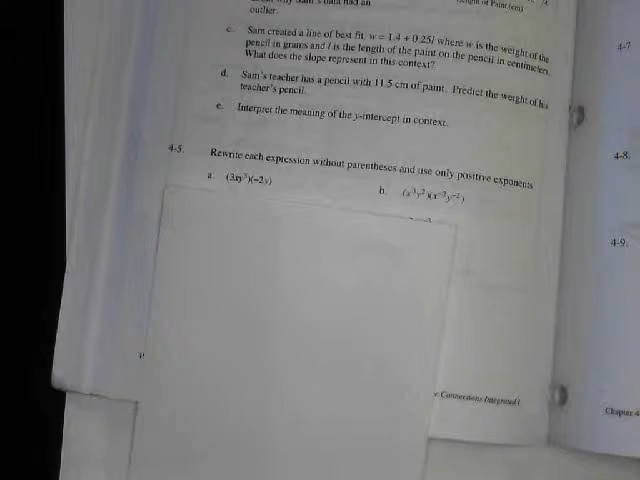 outlier.
c. Sam created a line of best fit, w = 1.4 + 0.25l where w is the weight of the
pencil in grams and l is the length of the paint on the pencil in centimeters.
What does the slope represent in this context?
d. Sam's teacher has a pencil with 11.5 cm of paint. Predict the weight of his
teacher's pencil.
e. Interpret the meaning of the y-intercept in context.
4-5. Rewrite each expression without parentheses and use only positive exponents
a. (3xy³)(–2y)
b.
Connections Integrated I
4-7
4-8.
4-9.
Chapter 4